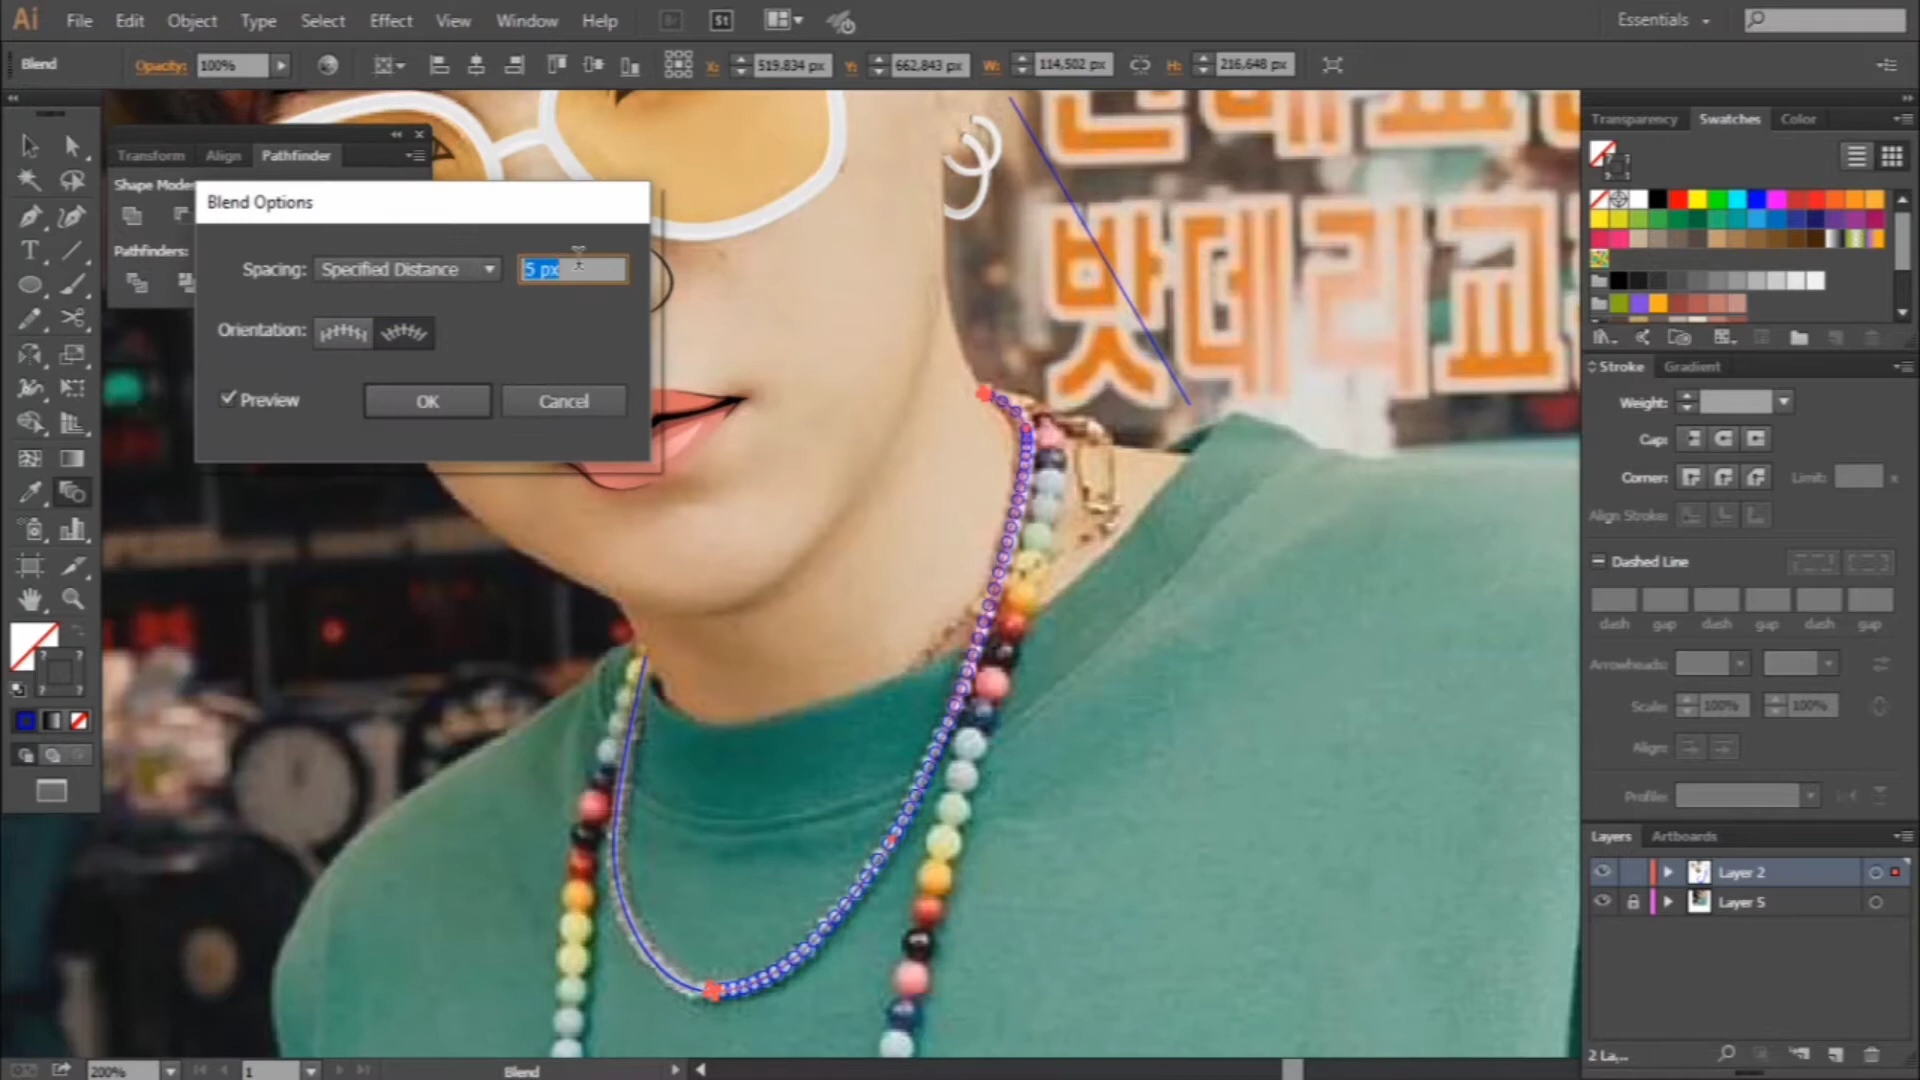 Ai File Edit Object Type Select Effect View Window Help Br St Essentials
Blend Opacity: 100% X: 519,834 px Y: 662,843 px W: 114,502 px H: 216,648 px
Transform Align Pathfinder
Shape Modes
Pathfinders:
Blend Options
Spacing: Specified Distance 5 px
Orientation:
Preview OK Cancel
밧데리교
Transparency Swatches Color
Stroke Gradient
Weight:
Cap:
Corner: Limit: x
Align Stroke:
Dashed Line
dash gap dash gap dash gap
Arrowheads:
Scale: 100% 100%
Align:
Profile:
Layers Artboards
Layer 2
Layer 5
2 La...
200% 1 Blend